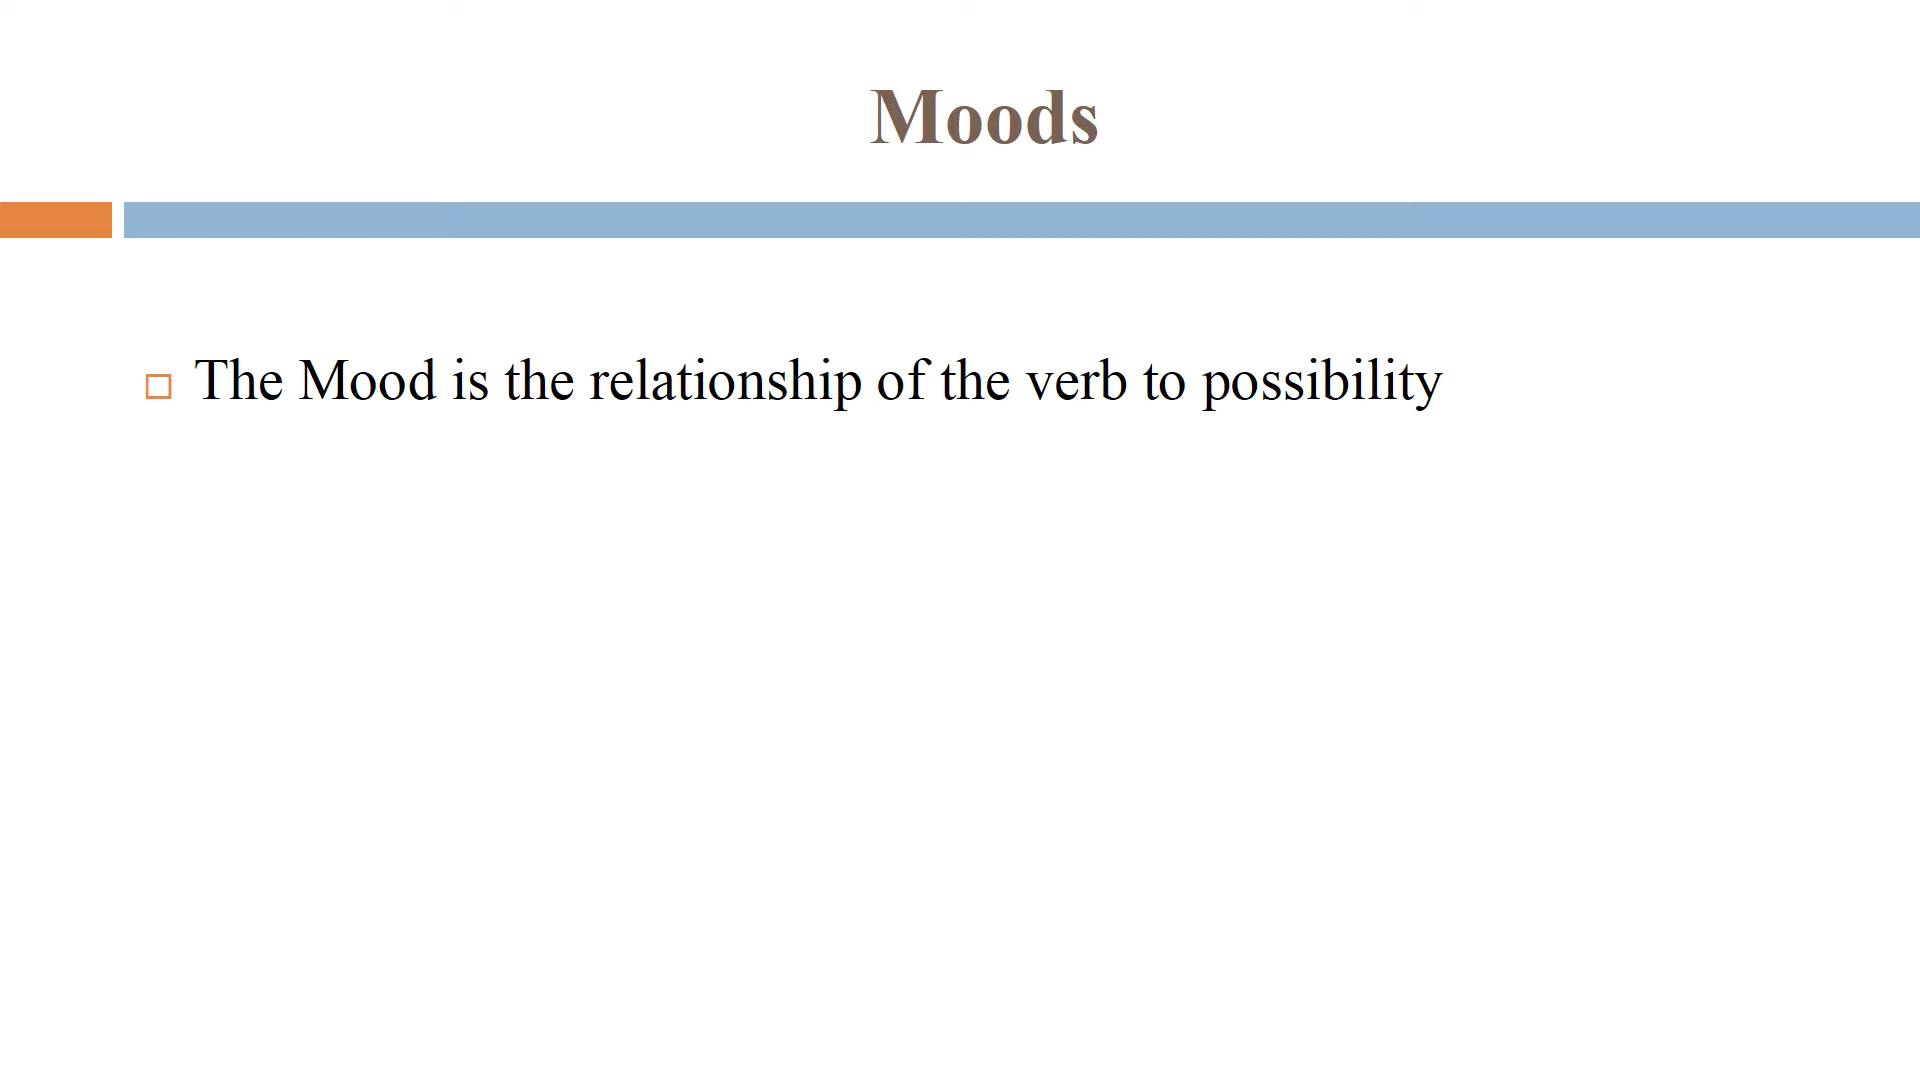 Moods
The Mood is the relationship of the verb to possibility